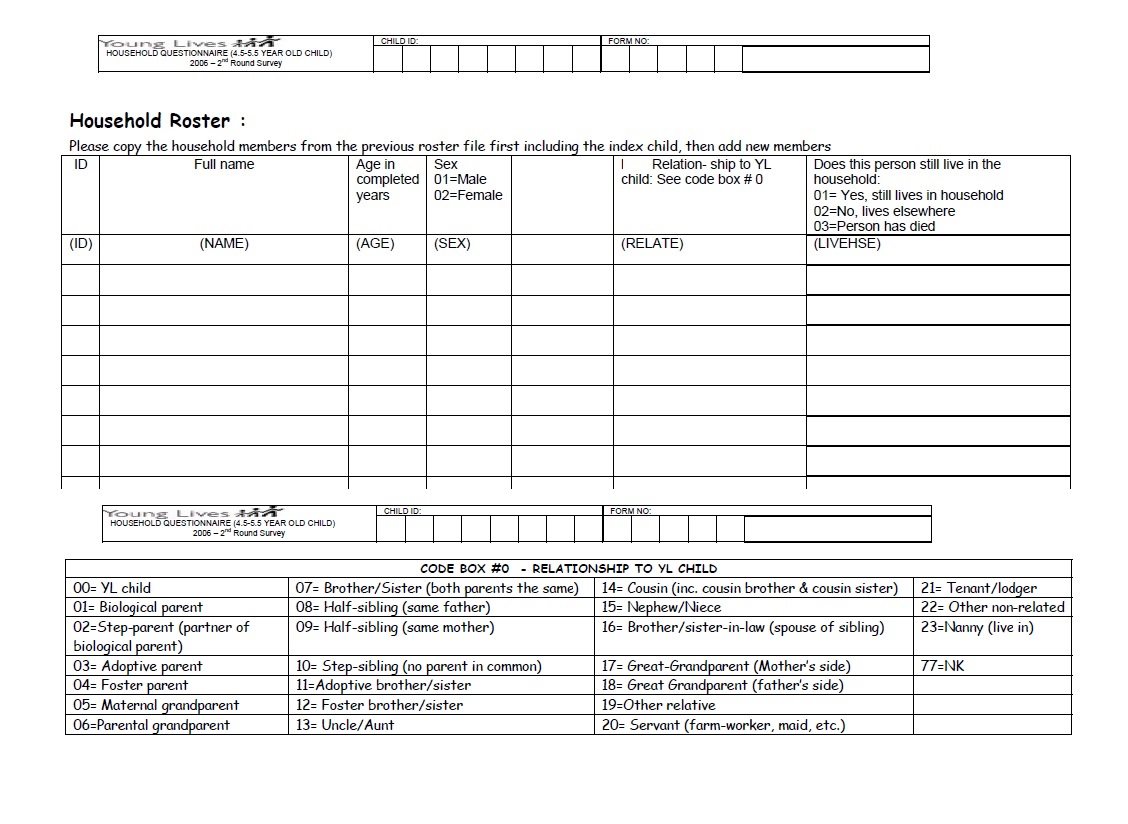 Young Lives
HOUSEHOLD QUESTIONNAIRE (4.5-5.5 YEAR OLD CHILD)
2006 – 2nd Round Survey
CHILD ID:
FORM NO:
Household Roster :
Please copy the household members from the previous roster file first including the index child, then add new members
ID
Full name
Age in
completed
years
Sex
01=Male
02=Female
I Relation- ship to YL
child: See code box # 0
Does this person still live in the
household:
01= Yes, still lives in household
02=No, lives elsewhere
03=Person has died
(ID)
(NAME)
(AGE)
(SEX)
(RELATE)
(LIVEHSE)
Young Lives
HOUSEHOLD QUESTIONNAIRE (4.5-5.5 YEAR OLD CHILD)
2006 – 2nd Round Survey
CHILD ID:
FORM NO:
CODE BOX #0 - RELATIONSHIP TO YL CHILD
00= YL child
07= Brother/Sister (both parents the same)
14= Cousin (inc. cousin brother & cousin sister)
21= Tenant/lodger
01= Biological parent
08= Half-sibling (same father)
15= Nephew/Niece
22= Other non-related
02=Step-parent (partner of
biological parent)
09= Half-sibling (same mother)
16= Brother/sister-in-law (spouse of sibling)
23=Nanny (live in)
03= Adoptive parent
10= Step-sibling (no parent in common)
17= Great-Grandparent (Mother's side)
77=NK
04= Foster parent
11=Adoptive brother/sister
18= Great Grandparent (father's side)
05= Maternal grandparent
12= Foster brother/sister
19=Other relative
06=Parental grandparent
13= Uncle/Aunt
20= Servant (farm-worker, maid, etc.)